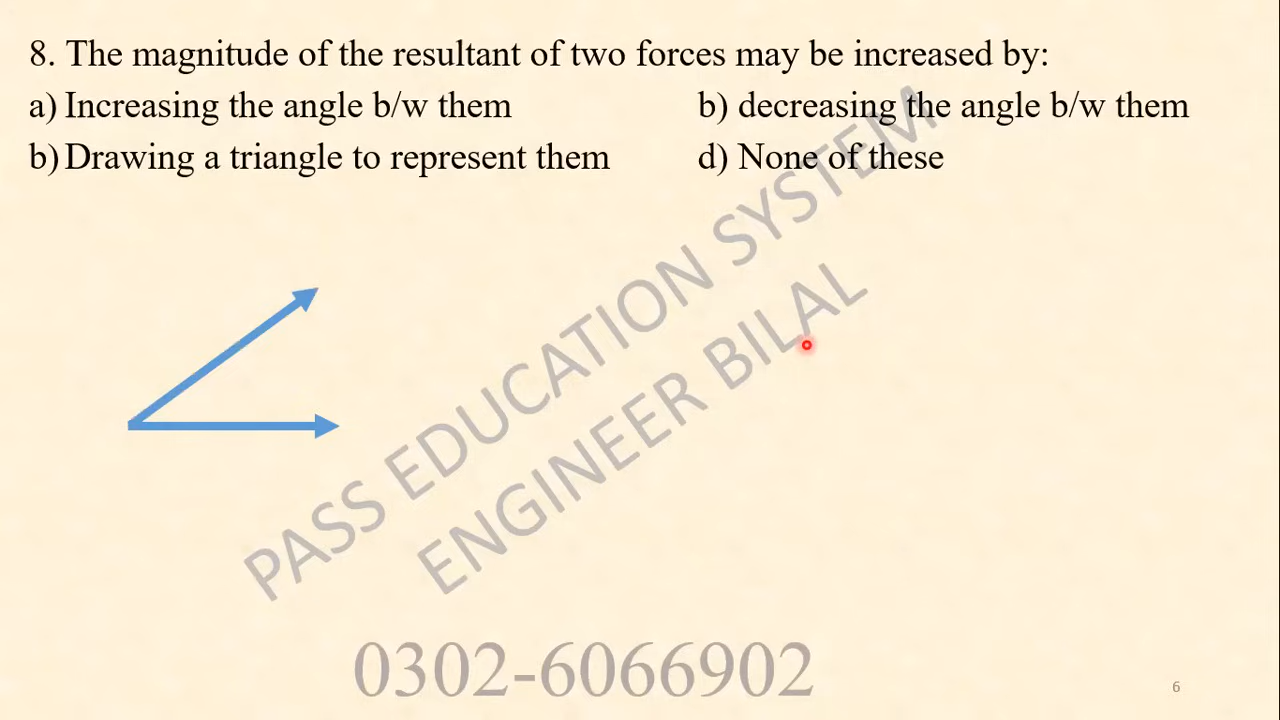 8. The magnitude of the resultant of two forces may be increased by:
a) Increasing the angle b/w them b) decreasing the angle b/w them
b) Drawing a triangle to represent them d) None of these
PASS EDUCATION SYSTEM
ENGINEER BILAL
0302-6066902
6